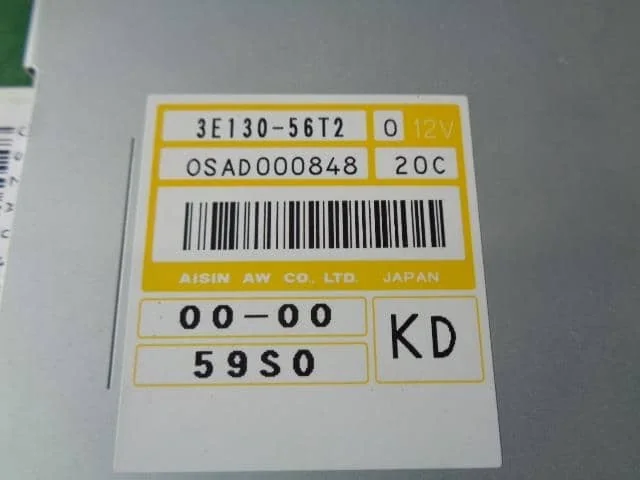 3E130-56T2 0 12V
OSAD000848 20C
AISIN AW CO., LTD. JAPAN
00-00
59S0
KD